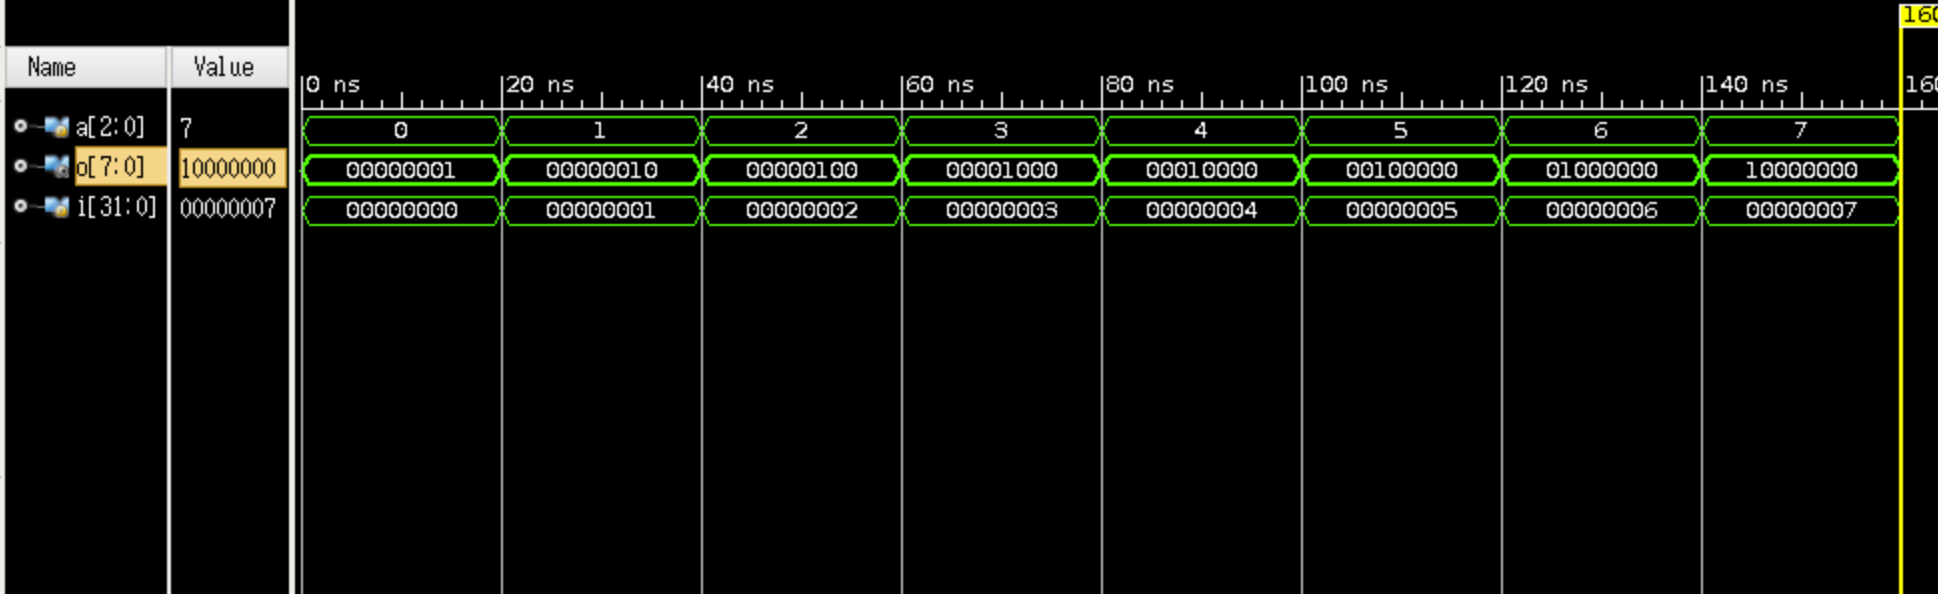 160
Name Value
0 ns 20 ns 40 ns 60 ns 80 ns 100 ns 120 ns 140 ns 160
a[2:0] 7 0 1 2 3 4 5 6 7
o[7:0] 10000000 00000001 00000010 00000100 00001000 00010000 00100000 01000000 10000000
i[31:0] 00000007 00000000 00000001 00000002 00000003 00000004 00000005 00000006 00000007